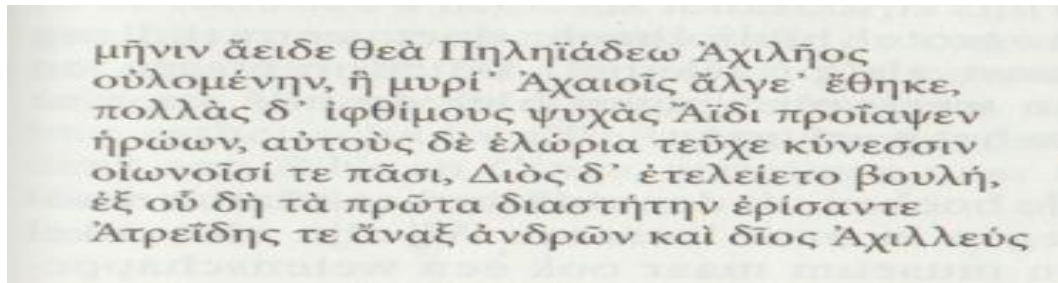 μῆνιν ἄειδε θεὰ Πηληϊάδεω Ἀχιλῆος
οὐλομένην, ἣ μυρί᾽ Ἀχαιοῖς ἄλγε᾽ ἔθηκε,
πολλὰς δ᾽ ἰφθίμους ψυχὰς Ἄϊδι προΐαψεν
ἡρώων, αὐτοὺς δὲ ἑλώρια τεῦχε κύνεσσιν
οἰωνοῖσί τε πᾶσι, Διὸς δ᾽ ἐτελείετο βουλή,
ἐξ οὗ δὴ τὰ πρῶτα διαστήτην ἐρίσαντε
Ἀτρεΐδης τε ἄναξ ἀνδρῶν καὶ δῖος Ἀχιλλεύς